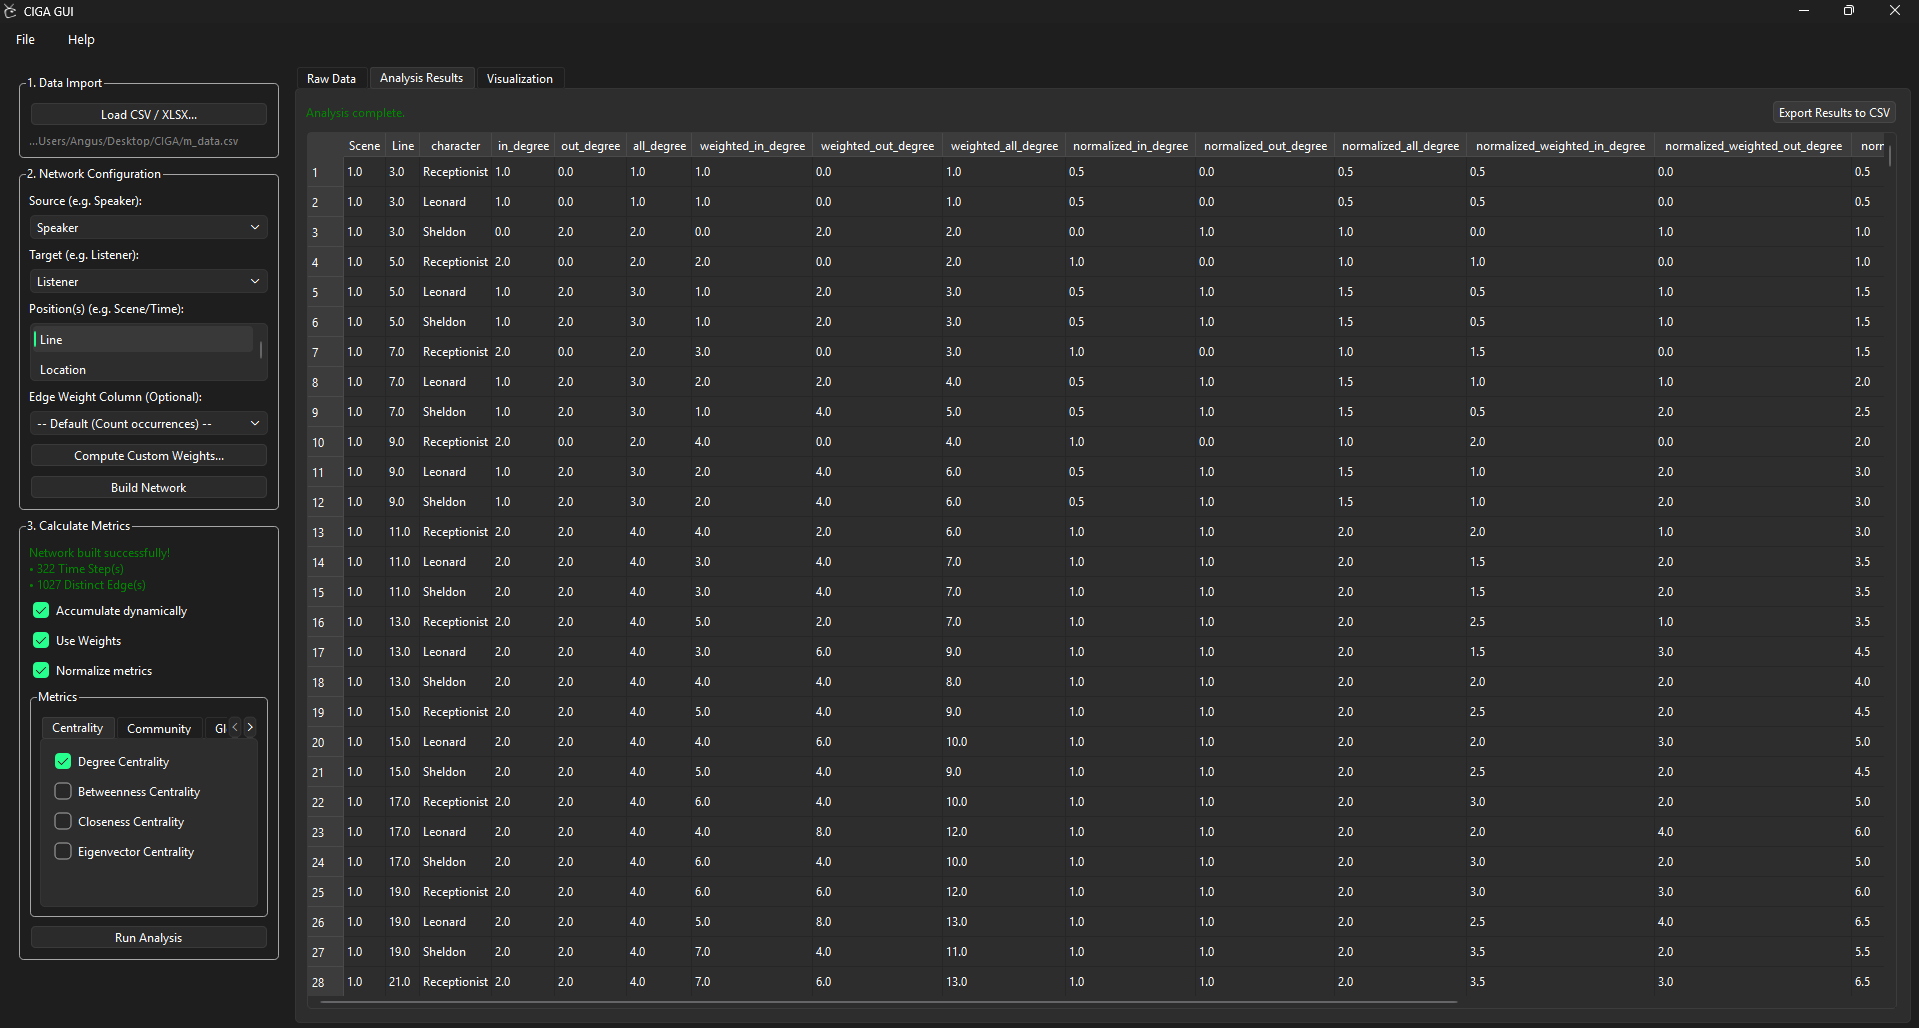 CIGA GUI
File Help
1. Data Import
Load CSV / XLSX...
...Users/Angus/Desktop/CIGA/m_data.csv
2. Network Configuration
Source (e.g. Speaker):
Speaker
Target (e.g. Listener):
Listener
Position(s) (e.g. Scene/Time):
Line
Location
Edge Weight Column (Optional):
-- Default (Count occurrences) --
Compute Custom Weights...
Build Network
3. Calculate Metrics
Network built successfully!
• 322 Time Step(s)
• 1027 Distinct Edge(s)
Accumulate dynamically
Use Weights
Normalize metrics
Metrics
Centrality Community Gl
Degree Centrality
Betweenness Centrality
Closeness Centrality
Eigenvector Centrality
Run Analysis
Raw Data Analysis Results Visualization
Analysis complete.
Export Results to CSV
Scene Line character in_degree out_degree all_degree weighted_in_degree weighted_out_degree weighted_all_degree normalized_in_degree normalized_out_degree normalized_all_degree normalized_weighted_in_degree normalized_weighted_out_degree norr
1 1.0 3.0 Receptionist 1.0 0.0 1.0 1.0 0.0 1.0 0.5 0.0 0.5 0.5 0.0 0.5
2 1.0 3.0 Leonard 1.0 0.0 1.0 1.0 0.0 1.0 0.5 0.0 0.5 0.5 0.0 0.5
3 1.0 3.0 Sheldon 0.0 2.0 2.0 0.0 2.0 2.0 0.0 1.0 1.0 0.0 1.0 1.0
4 1.0 5.0 Receptionist 2.0 0.0 2.0 2.0 0.0 2.0 1.0 0.0 1.0 1.0 0.0 1.0
5 1.0 5.0 Leonard 1.0 2.0 3.0 1.0 2.0 3.0 0.5 1.0 1.5 0.5 1.0 1.5
6 1.0 5.0 Sheldon 1.0 2.0 3.0 1.0 2.0 3.0 0.5 1.0 1.5 0.5 1.0 1.5
7 1.0 7.0 Receptionist 2.0 0.0 2.0 3.0 0.0 3.0 1.0 0.0 1.0 1.5 0.0 1.5
8 1.0 7.0 Leonard 1.0 2.0 3.0 2.0 2.0 4.0 0.5 1.0 1.5 1.0 1.0 2.0
9 1.0 7.0 Sheldon 1.0 2.0 3.0 1.0 4.0 5.0 0.5 1.0 1.5 0.5 2.0 2.5
10 1.0 9.0 Receptionist 2.0 0.0 2.0 4.0 0.0 4.0 1.0 0.0 1.0 2.0 0.0 2.0
11 1.0 9.0 Leonard 1.0 2.0 3.0 2.0 4.0 6.0 0.5 1.0 1.5 1.0 2.0 3.0
12 1.0 9.0 Sheldon 1.0 2.0 3.0 2.0 4.0 6.0 0.5 1.0 1.5 1.0 2.0 3.0
13 1.0 11.0 Receptionist 2.0 2.0 4.0 4.0 2.0 6.0 1.0 1.0 2.0 2.0 1.0 3.0
14 1.0 11.0 Leonard 2.0 2.0 4.0 3.0 4.0 7.0 1.0 1.0 2.0 1.5 2.0 3.5
15 1.0 11.0 Sheldon 2.0 2.0 4.0 3.0 4.0 7.0 1.0 1.0 2.0 1.5 2.0 3.5
16 1.0 13.0 Receptionist 2.0 2.0 4.0 5.0 2.0 7.0 1.0 1.0 2.0 2.5 1.0 3.5
17 1.0 13.0 Leonard 2.0 2.0 4.0 3.0 6.0 9.0 1.0 1.0 2.0 1.5 3.0 4.5
18 1.0 13.0 Sheldon 2.0 2.0 4.0 4.0 4.0 8.0 1.0 1.0 2.0 2.0 2.0 4.0
19 1.0 15.0 Receptionist 2.0 2.0 4.0 5.0 4.0 9.0 1.0 1.0 2.0 2.5 2.0 4.5
20 1.0 15.0 Leonard 2.0 2.0 4.0 4.0 6.0 10.0 1.0 1.0 2.0 2.0 3.0 5.0
21 1.0 15.0 Sheldon 2.0 2.0 4.0 5.0 4.0 9.0 1.0 1.0 2.0 2.5 2.0 4.5
22 1.0 17.0 Receptionist 2.0 2.0 4.0 6.0 4.0 10.0 1.0 1.0 2.0 3.0 2.0 5.0
23 1.0 17.0 Leonard 2.0 2.0 4.0 4.0 8.0 12.0 1.0 1.0 2.0 2.0 4.0 6.0
24 1.0 17.0 Sheldon 2.0 2.0 4.0 6.0 4.0 10.0 1.0 1.0 2.0 3.0 2.0 5.0
25 1.0 19.0 Receptionist 2.0 2.0 4.0 6.0 6.0 12.0 1.0 1.0 2.0 3.0 3.0 6.0
26 1.0 19.0 Leonard 2.0 2.0 4.0 5.0 8.0 13.0 1.0 1.0 2.0 2.5 4.0 6.5
27 1.0 19.0 Sheldon 2.0 2.0 4.0 7.0 4.0 11.0 1.0 1.0 2.0 3.5 2.0 5.5
28 1.0 21.0 Receptionist 2.0 2.0 4.0 7.0 6.0 13.0 1.0 1.0 2.0 3.5 3.0 6.5